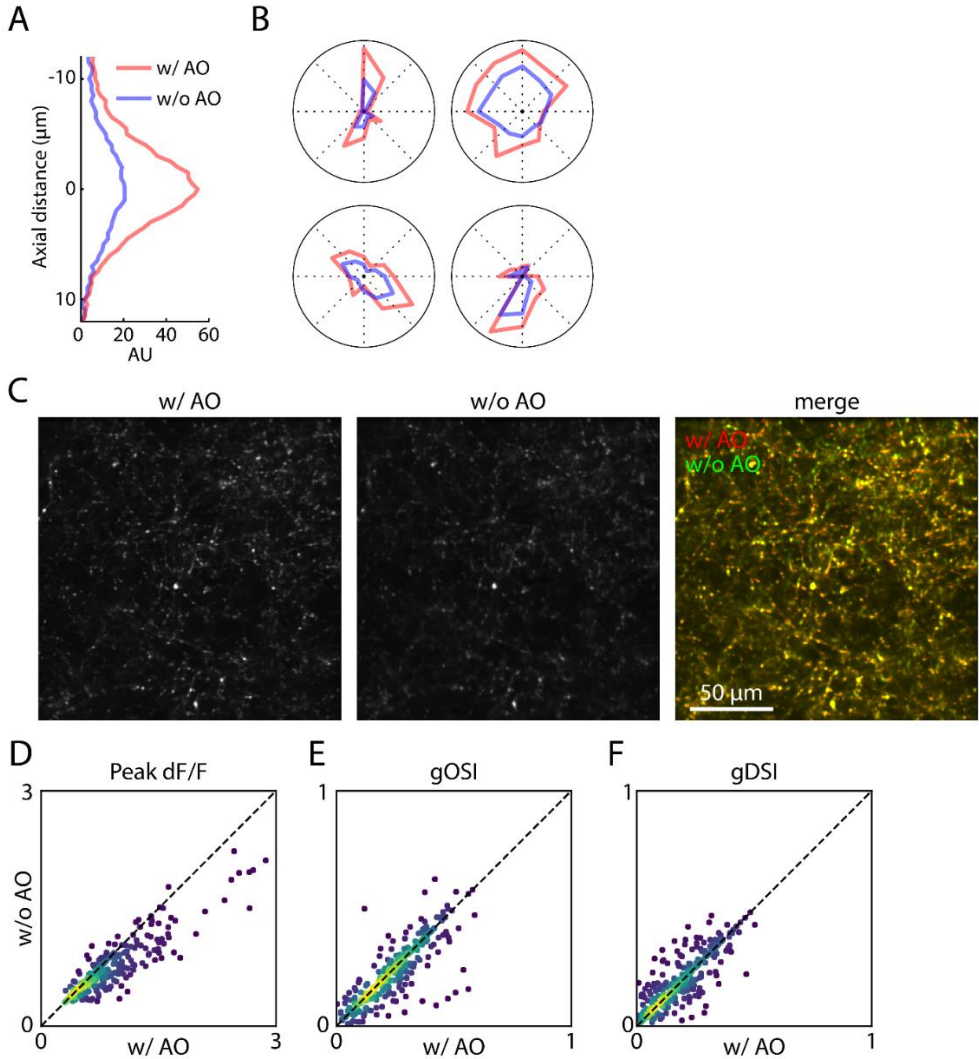 A
w/ AO
w/o AO
-10
0
10
Axial distance (µm)
0 20 40 60
AU
B
C
w/ AO
w/o AO
merge
w/ AO
w/o AO
50 µm
D
Peak dF/F
3
w/o AO
0
0 3
w/ AO
E
gOSI
1
0
0 1
w/ AO
F
gDSI
1
0
0 1
w/ AO